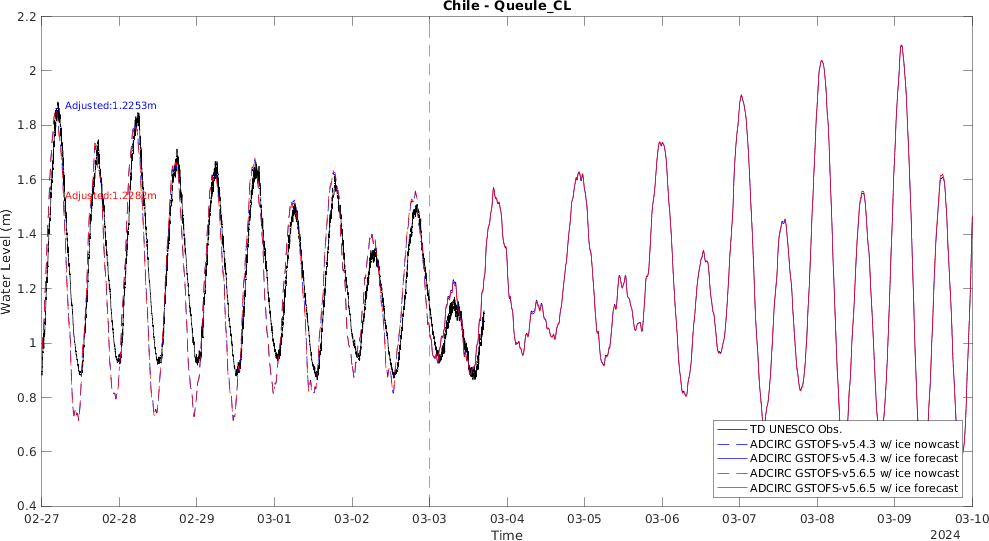 Chile - Queule_CL
2.2
2
1.8
1.6
1.4
1.2
1
0.8
0.6
0.4
Water Level (m)
Adjusted:1.2253m
Adjusted:1.2282m
TD UNESCO Obs.
ADCIRC GSTOFS-v5.4.3 w/ ice nowcast
ADCIRC GSTOFS-v5.4.3 w/ ice forecast
ADCIRC GSTOFS-v5.6.5 w/ ice nowcast
ADCIRC GSTOFS-v5.6.5 w/ ice forecast
02-27 02-28 02-29 03-01 03-02 03-03 03-04 03-05 03-06 03-07 03-08 03-09 03-10
Time
2024